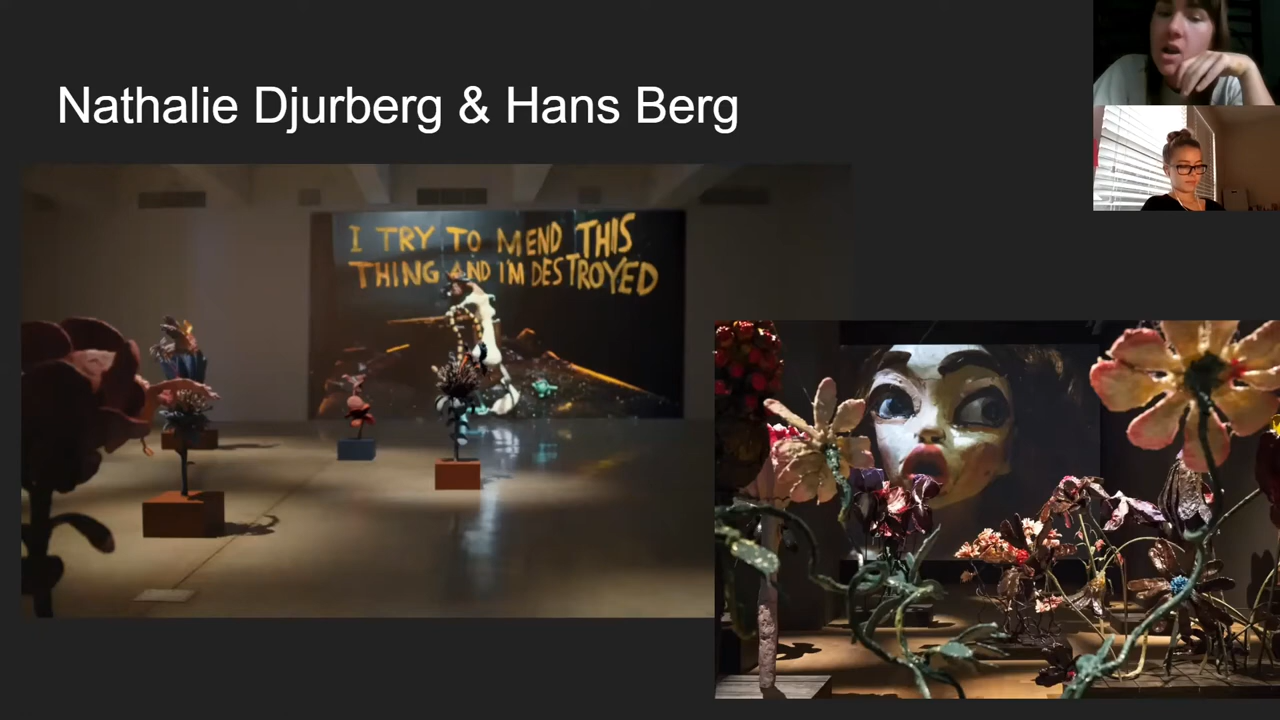 Nathalie Djurberg & Hans Berg
I TRY TO MEND THIS
THING AND I'M DESTROYED